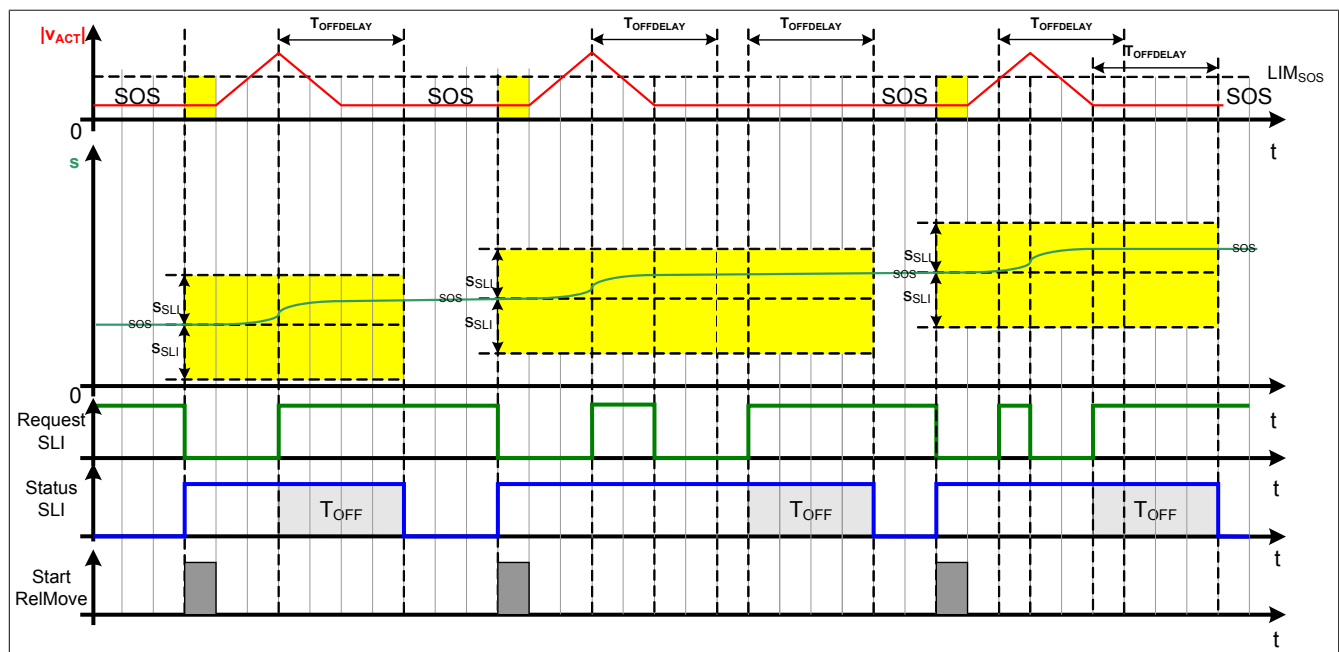 |vACT|
TOFFDELAY
TOFFDELAY
TOFFDELAY
TOFFDELAY
TOFFDELAY
LIMSOS
SOS
SOS
SOS
SOS
0
t
s
sSLI
sSLI
sSLI
sSLI
sSLI
sSLI
SOS
SOS
SOS
SOS
0
t
Request
SLI
t
Status
SLI
TOFF
TOFF
TOFF
t
Start
RelMove
t